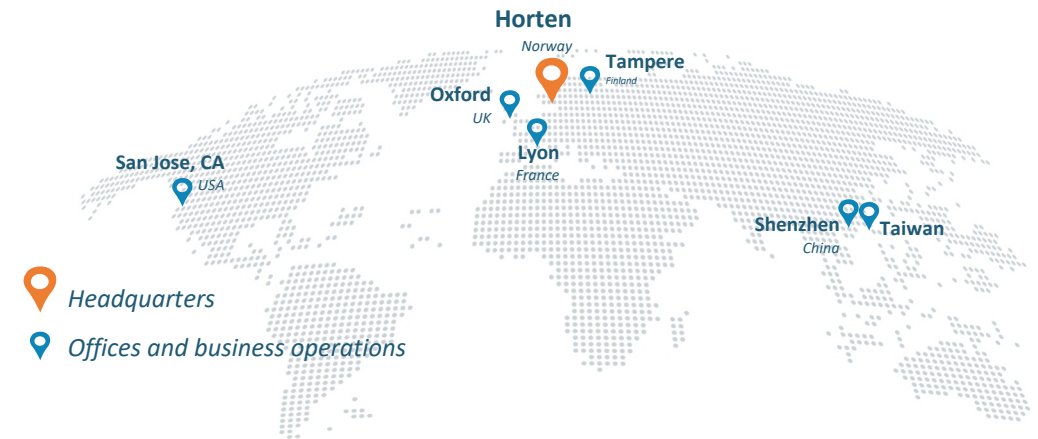 Horten
Norway
Tampere
Finland
Oxford
UK
Lyon
France
San Jose, CA
USA
Shenzhen
China
Taiwan
Headquarters
Offices and business operations